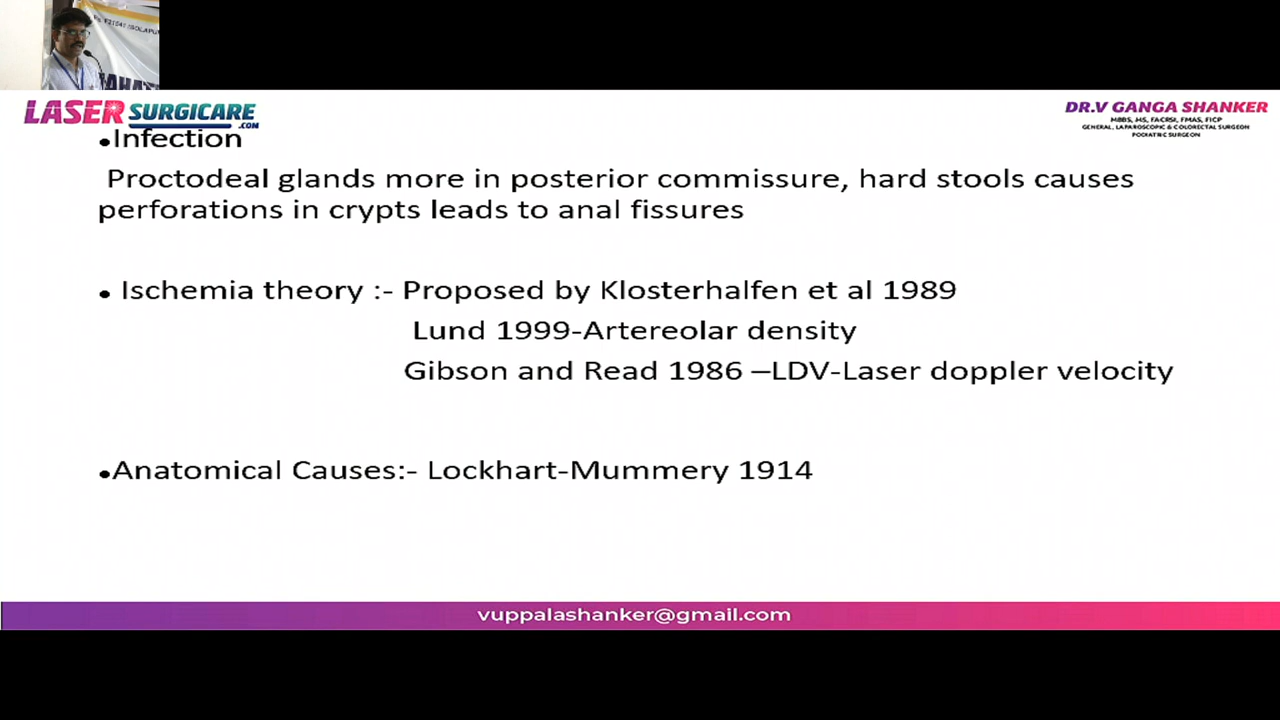 LASER SURGICARE
.COM
DR.V GANGA SHANKER
MBBS, MS, FACRSI, FMAS, FICP
GENERAL, LAPAROSCOPIC & COLORECTAL SURGEON
PODIATRIC SURGEON
•Infection
Proctodeal glands more in posterior commissure, hard stools causes
perforations in crypts leads to anal fissures
• Ischemia theory :- Proposed by Klosterhalfen et al 1989
Lund 1999-Artereolar density
Gibson and Read 1986 –LDV-Laser doppler velocity
•Anatomical Causes:- Lockhart-Mummery 1914
vuppalashanker@gmail.com